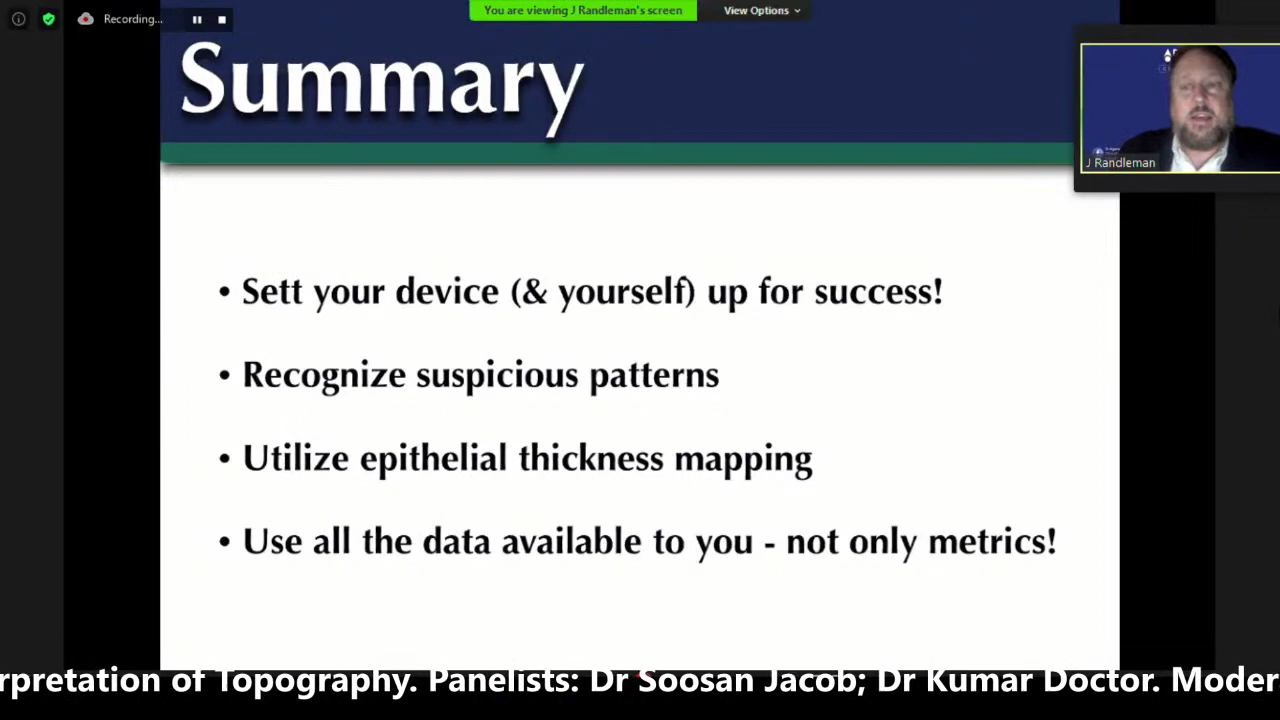 Recording...
You are viewing J Randleman's screen
View Options
Summary
J Randleman
• Sett your device (& yourself) up for success!
• Recognize suspicious patterns
• Utilize epithelial thickness mapping
• Use all the data available to you - not only metrics!
rpretation of Topography. Panelists: Dr Soosan Jacob; Dr Kumar Doctor. Moder